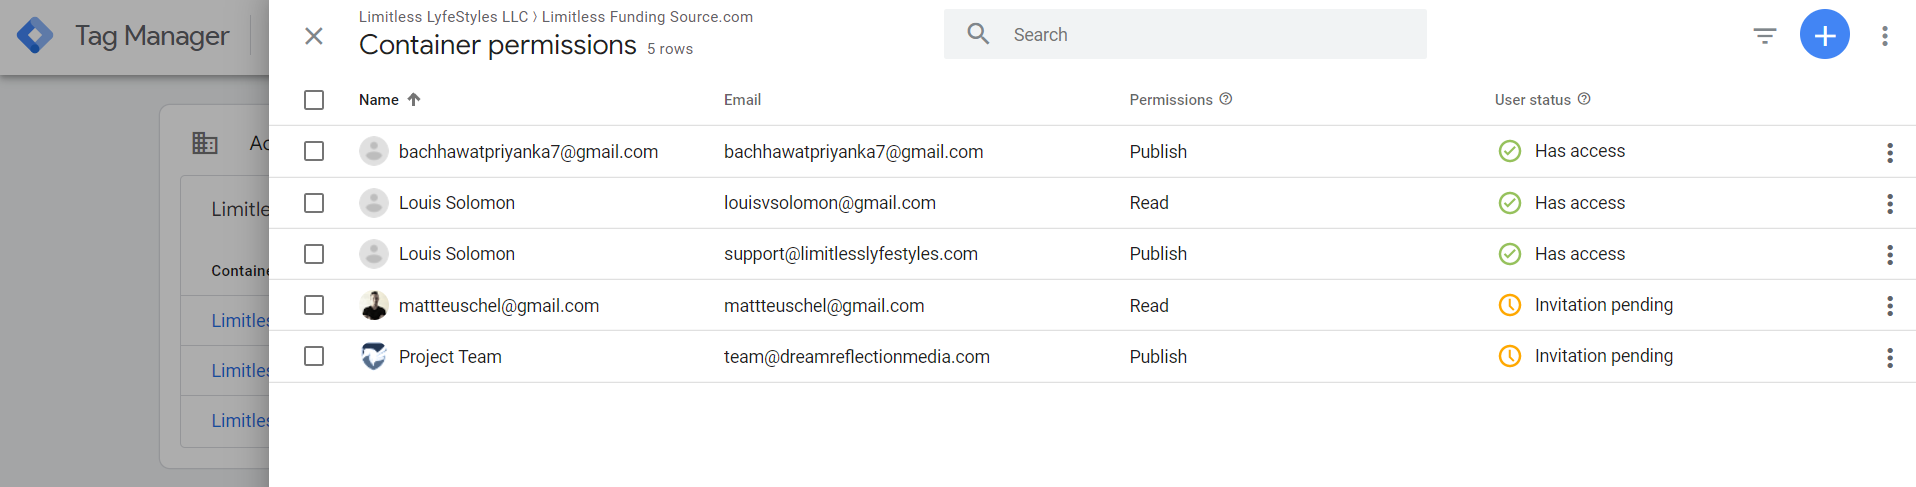 Tag Manager
Limitless LyfeStyles LLC 〉 Limitless Funding Source.com
Container permissions 5 rows
Search
Name Email Permissions User status
bachhawatpriyanka7@gmail.com bachhawatpriyanka7@gmail.com Publish Has access
Louis Solomon louisvsolomon@gmail.com Read Has access
Louis Solomon support@limitlesslyfestyles.com Publish Has access
mattteuschel@gmail.com mattteuschel@gmail.com Read Invitation pending
Project Team team@dreamreflectionmedia.com Publish Invitation pending
Ac
Limitle
Containe
Limitles
Limitles
Limitles